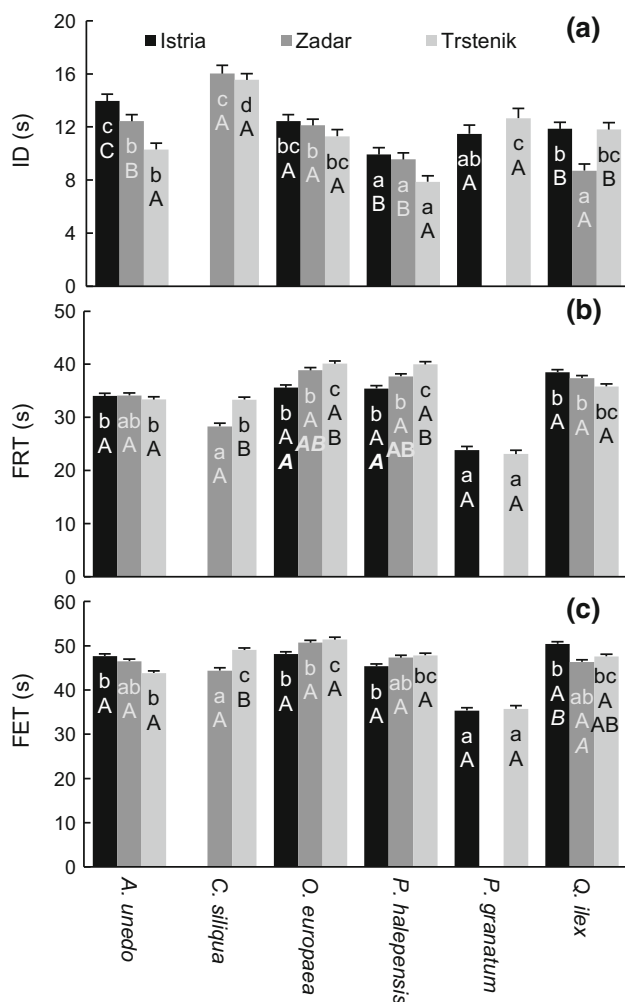 (a)
Istria Zadar Trstenik
20
16
12
8
4
0
ID (s)
c b b c d bc b bc a a a ab c b a bc
C B A A A A A A B B A A A B A B
(b)
50
40
30
20
10
0
FRT (s)
b ab b a b b b c b b c a a b b bc
A A A A B A A A A A A A A A A A
A AB B A AB B
(c)
60
50
40
30
20
10
0
FET (s)
b ab b a c b b c b ab bc a a b ab bc
A A A A B A A A A A A A A A A A
B A AB
A. unedo
C. siliqua
O. europaea
P. halepensis
P. granatum
Q. ilex